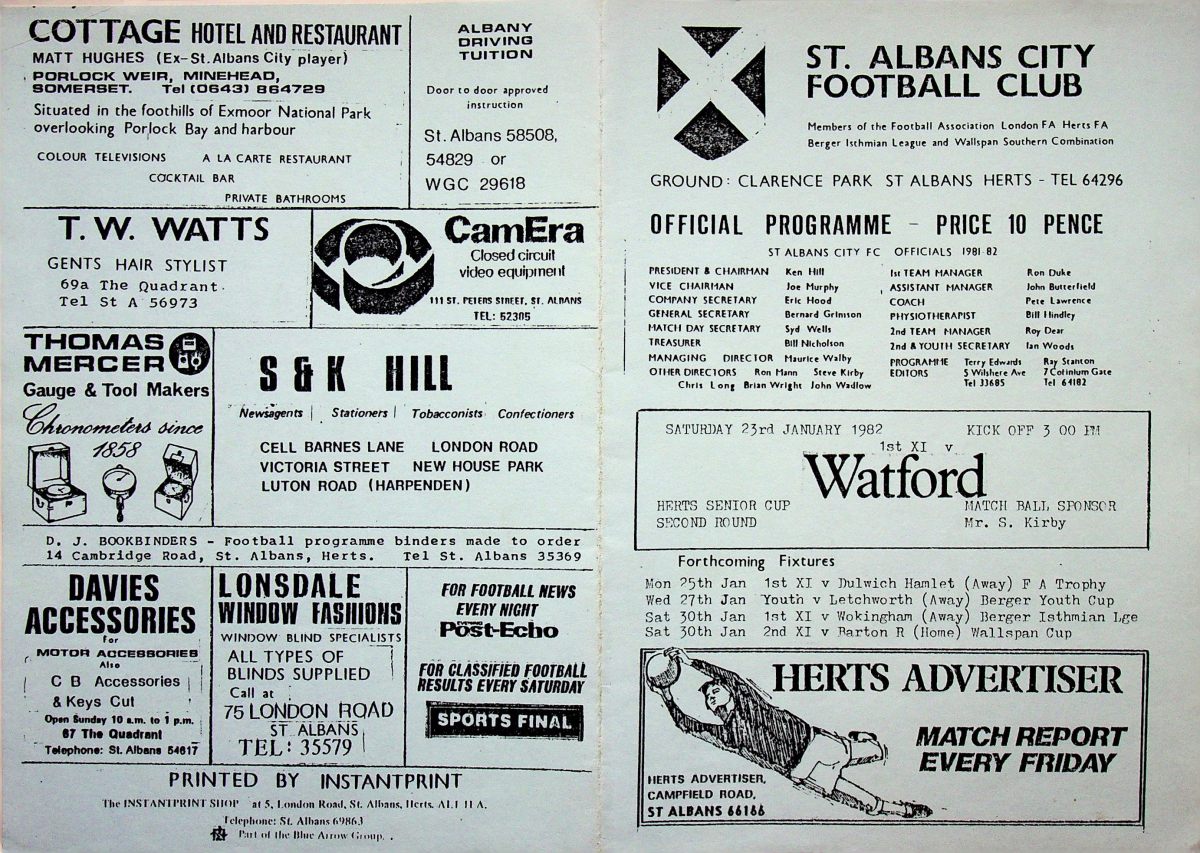 COTTAGE HOTEL AND RESTAURANT
MATT HUGHES (Ex-St.Albans City player)
PORLOCK WEIR, MINEHEAD,
SOMERSET. Tel (0643) 864729
Situated in the foothills of Exmoor National Park
overlooking Porlock Bay and harbour
COLOUR TELEVISIONS A LA CARTE RESTAURANT
COCKTAIL BAR
PRIVATE BATHROOMS
ALBANY
DRIVING
TUITION
Door to door approved
instruction
St. Albans 58508,
54829 or
WGC 29618
T. W. WATTS
GENTS HAIR STYLIST
69a The Quadrant
Tel St A 56973
CamEra
Closed circuit
video equipment
111 ST. PETERS STREET, ST. ALBANS
TEL: 52305
THOMAS
MERCER
Gauge & Tool Makers
Chronometers since
1858
S & K HILL
Newsagents Stationers Tobacconists Confectioners
CELL BARNES LANE LONDON ROAD
VICTORIA STREET NEW HOUSE PARK
LUTON ROAD (HARPENDEN)
D. J. BOOKBINDERS - Football programme binders made to order
14 Cambridge Road, St. Albans, Herts. Tel St. Albans 35369
DAVIES
ACCESSORIES
for
MOTOR ACCESSORIES
Also
C B Accessories
& Keys Cut
Open Sunday 10 a.m. to 1 p.m.
67 The Quadrant
Telephone: St. Albans 54617
LONSDALE
WINDOW FASHIONS
WINDOW BLIND SPECIALISTS
ALL TYPES OF
BLINDS SUPPLIED
Call at
75 LONDON ROAD
ST ALBANS
TEL: 35579
FOR FOOTBALL NEWS
EVERY NIGHT
EVENING
Post-Echo
FOR CLASSIFIED FOOTBALL
RESULTS EVERY SATURDAY
SPORTS FINAL
PRINTED BY INSTANTPRINT
The INSTANTPRINT SHOP at 5, London Road, St. Albans, Herts. AL1 1LA.
Telephone: St. Albans 69863
Part of the Blue Arrow Group.
ST. ALBANS CITY
FOOTBALL CLUB
Members of the Football Association London FA Herts FA
Berger Isthmian League and Wallspan Southern Combination
GROUND: CLARENCE PARK ST ALBANS HERTS - TEL 64296
OFFICIAL PROGRAMME - PRICE 10 PENCE
ST ALBANS CITY FC OFFICIALS 1981-82
PRESIDENT & CHAIRMAN Ken Hill
VICE CHAIRMAN Joe Murphy
COMPANY SECRETARY Eric Hood
GENERAL SECRETARY Bernard Grimson
MATCH DAY SECRETARY Syd Wells
TREASURER Bill Nicholson
MANAGING DIRECTOR Maurice Walby
OTHER DIRECTORS Ron Mann Steve Kirby
Chris Long Brian Wright John Wadlow
1st TEAM MANAGER Ron Duke
ASSISTANT MANAGER John Butterfield
COACH Pete Lawrence
PHYSIOTHERAPIST Bill Hindley
2nd TEAM MANAGER Roy Dear
2nd & YOUTH SECRETARY Ian Woods
PROGRAMME Terry Edwards Ray Stanton
EDITORS 5 Wilshere Ave 7 Cotinium Gate
Tel 33685 Tel 64182
SATURDAY 23rd JANUARY 1982 KICK OFF 3 00 PM
1st XI v
Watford
HERTS SENIOR CUP MATCH BALL SPONSOR
SECOND ROUND Mr. S. Kirby
Forthcoming Fixtures
Mon 25th Jan 1st XI v Dulwich Hamlet (Away) F A Trophy
Wed 27th Jan Youth v Letchworth (Away) Berger Youth Cup
Sat 30th Jan 1st XI v Wokingham (Away) Berger Isthmian Lge
Sat 30th Jan 2nd XI v Barton R (Home) Wallspan Cup
HERTS ADVERTISER
MATCH REPORT
EVERY FRIDAY
HERTS ADVERTISER,
CAMPFIELD ROAD,
ST ALBANS 66166